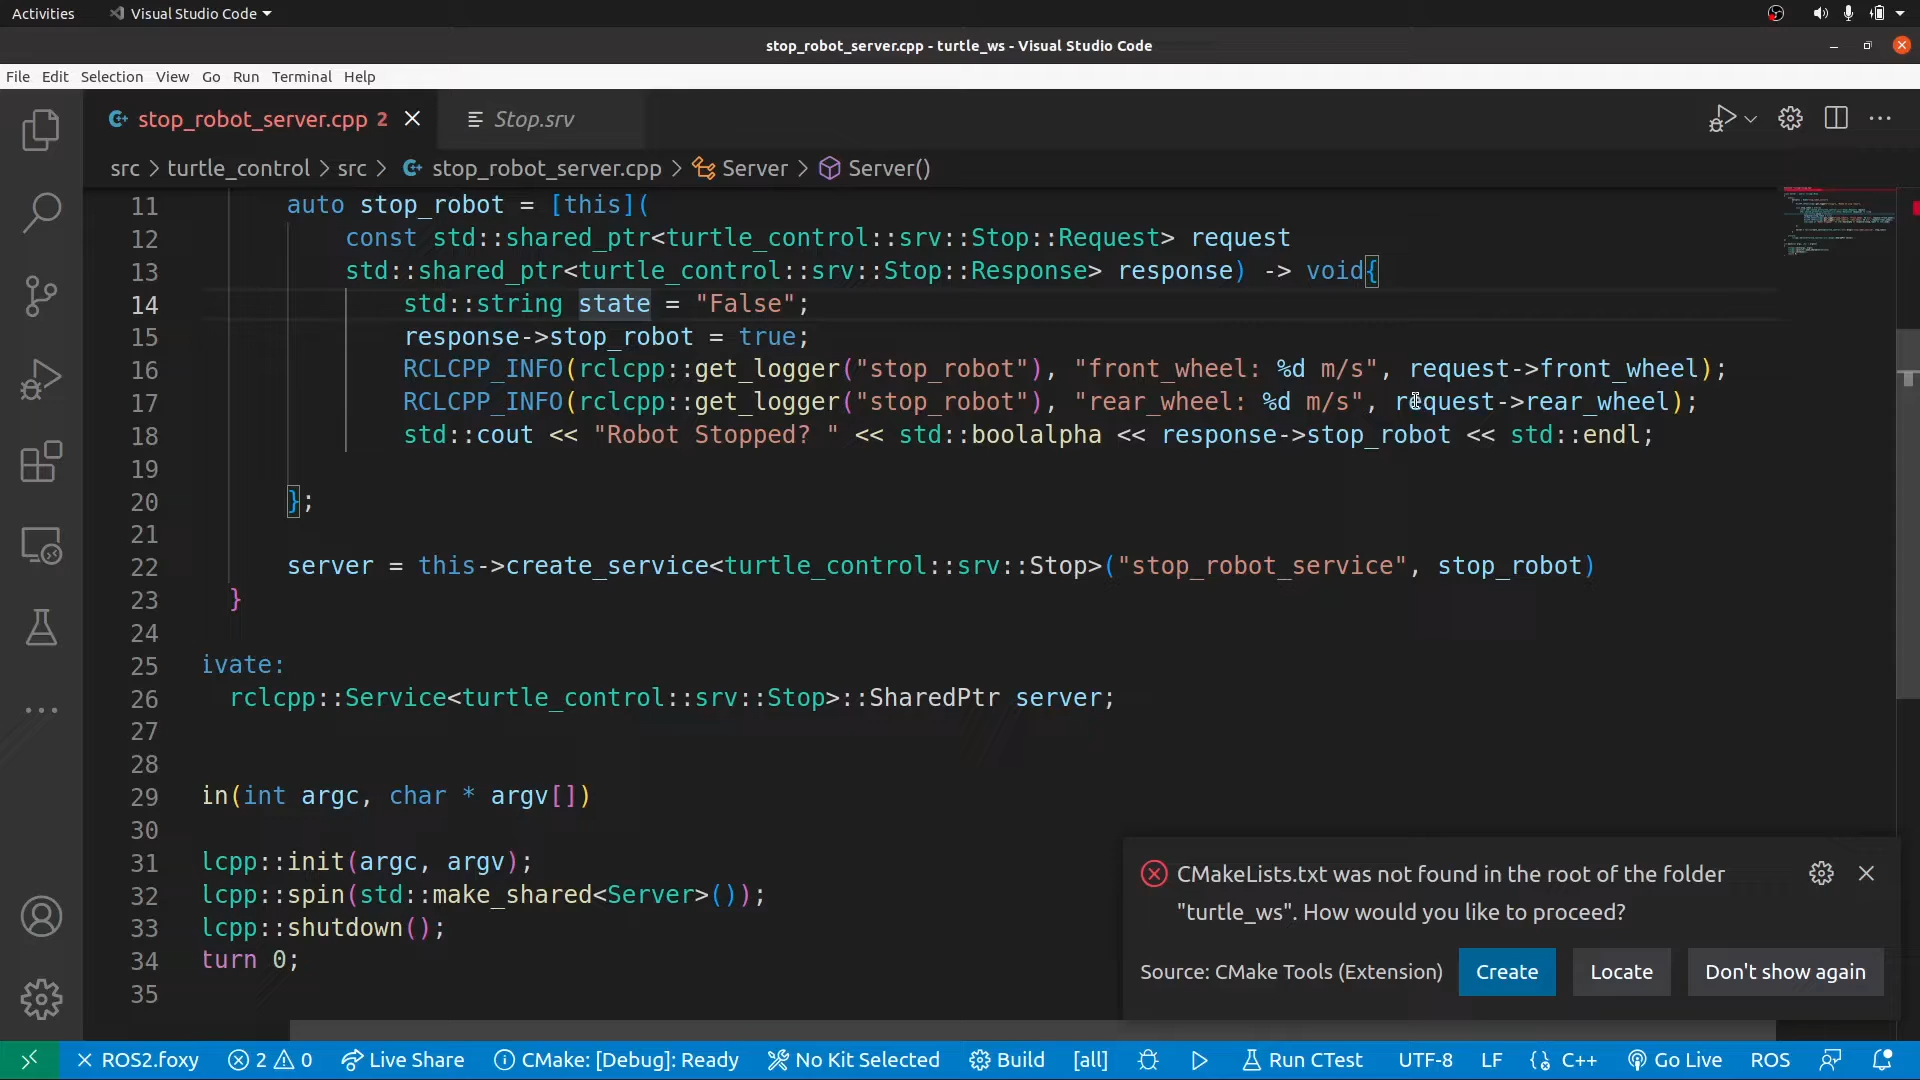 Activities Visual Studio Code
stop_robot_server.cpp - turtle_ws - Visual Studio Code
File Edit Selection View Go Run Terminal Help
stop_robot_server.cpp 2 Stop.srv
src > turtle_control > src > stop_robot_server.cpp > Server > Server()
11 auto stop_robot = [this](
12 const std::shared_ptr<turtle_control::srv::Stop::Request> request
13 std::shared_ptr<turtle_control::srv::Stop::Response> response) -> void{
14 std::string state = "False";
15 response->stop_robot = true;
16 RCLCPP_INFO(rclcpp::get_logger("stop_robot"), "front_wheel: %d m/s", request->front_wheel);
17 RCLCPP_INFO(rclcpp::get_logger("stop_robot"), "rear_wheel: %d m/s", request->rear_wheel);
18 std::cout << "Robot Stopped? " << std::boolalpha << response->stop_robot << std::endl;
19
20 };
21
22 server = this->create_service<turtle_control::srv::Stop>("stop_robot_service", stop_robot)
23 }
24
25 ivate:
26 rclcpp::Service<turtle_control::srv::Stop>::SharedPtr server;
27
28
29 in(int argc, char * argv[])
30
31 lcpp::init(argc, argv);
32 lcpp::spin(std::make_shared<Server>());
33 lcpp::shutdown();
34 turn 0;
35
CMakeLists.txt was not found in the root of the folder
"turtle_ws". How would you like to proceed?
Source: CMake Tools (Extension) Create Locate Don't show again
ROS2.foxy 2 0 Live Share CMake: [Debug]: Ready No Kit Selected Build [all] Run CTest UTF-8 LF C++ Go Live ROS